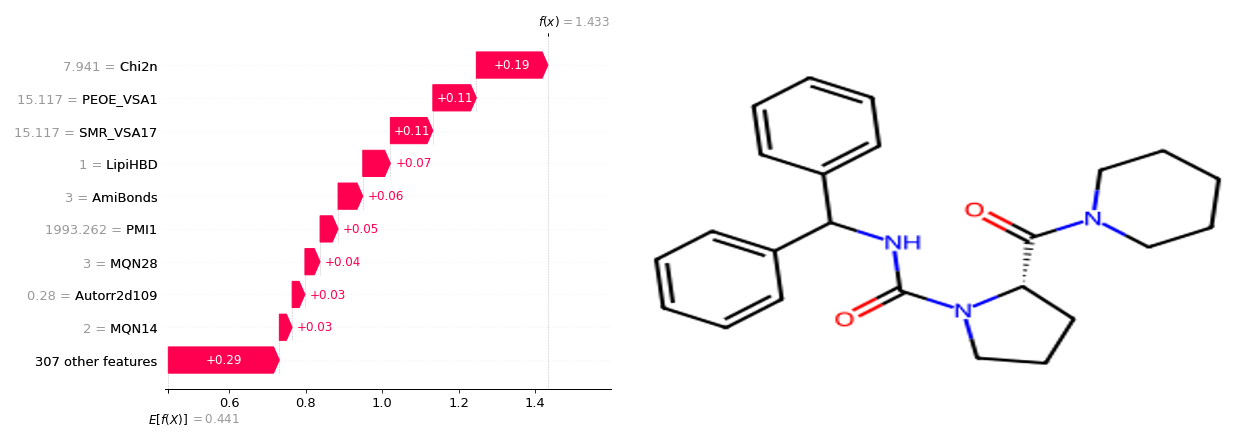 f(x) = 1.433
7.941 = Chi2n
+0.19
15.117 = PEOE_VSA1
+0.11
15.117 = SMR_VSA17
+0.11
1 = LipiHBD
+0.07
3 = AmiBonds
+0.06
1993.262 = PMI1
+0.05
3 = MQN28
+0.04
0.28 = Autorr2d109
+0.03
2 = MQN14
+0.03
307 other features
+0.29
0.6 0.8 1.0 1.2 1.4
E[f(X)] = 0.441
O
N
NH
O
N